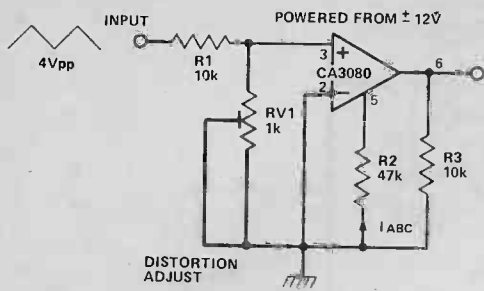 INPUT
POWERED FROM ± 12V
4Vpp
R1
10k
3
+
CA3080
2
−
6
5
RV1
1k
R2
47k
R3
10k
I ABC
DISTORTION
ADJUST